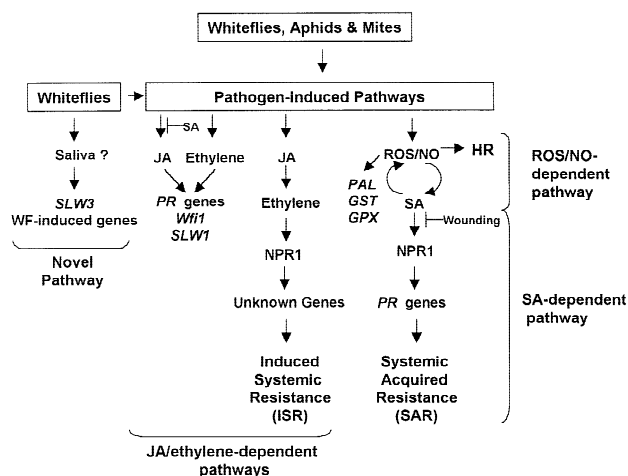 Whiteflies, Aphids & Mites
Whiteflies
Pathogen-Induced Pathways
Saliva ?
SLW3
WF-induced genes
Novel
Pathway
SA
JA
Ethylene
PR genes
Wfi1
SLW1
JA
Ethylene
NPR1
Unknown Genes
Induced
Systemic
Resistance
(ISR)
JA/ethylene-dependent
pathways
ROS/NO
HR
PAL
GST
GPX
SA
Wounding
NPR1
PR genes
Systemic
Acquired
Resistance
(SAR)
ROS/NO-
dependent
pathway
SA-dependent
pathway